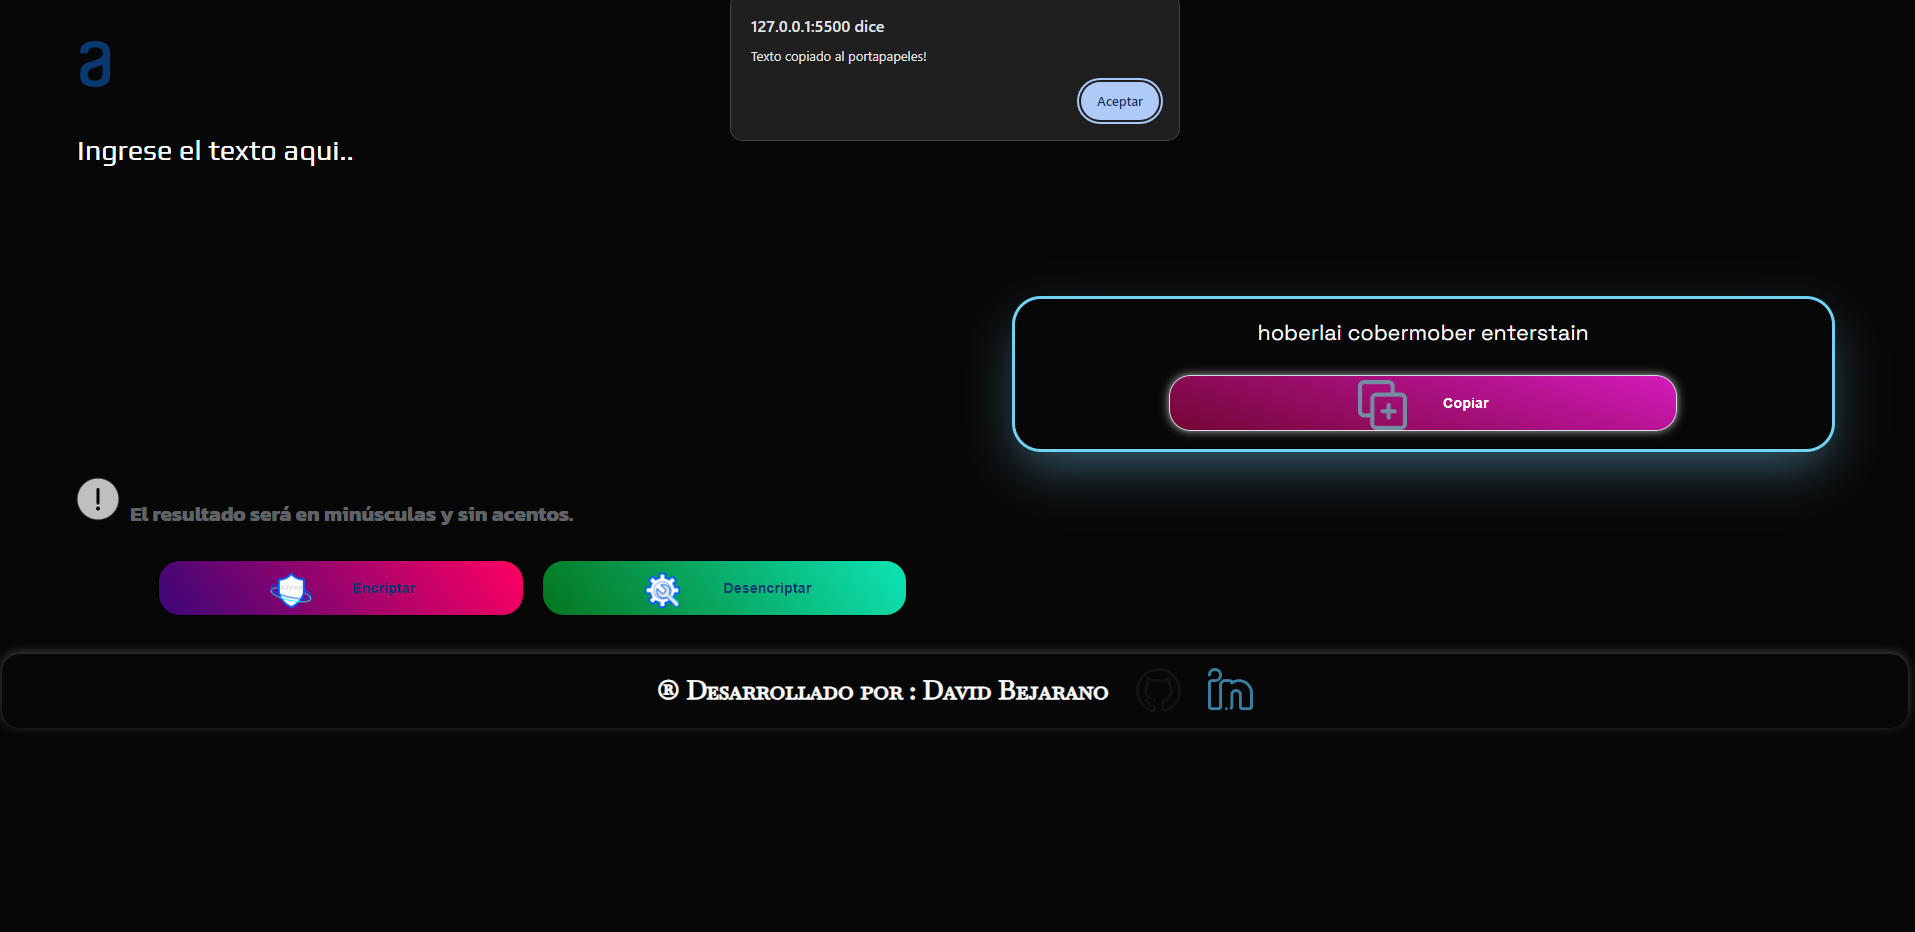 127.0.0.1:5500 dice
Texto copiado al portapapeles!
Aceptar
a
Ingrese el texto aqui..
hoberlai cobermober enterstain
Copiar
El resultado será en minúsculas y sin acentos.
Encriptar
Desencriptar
® Desarrollado por : David Bejarano
in